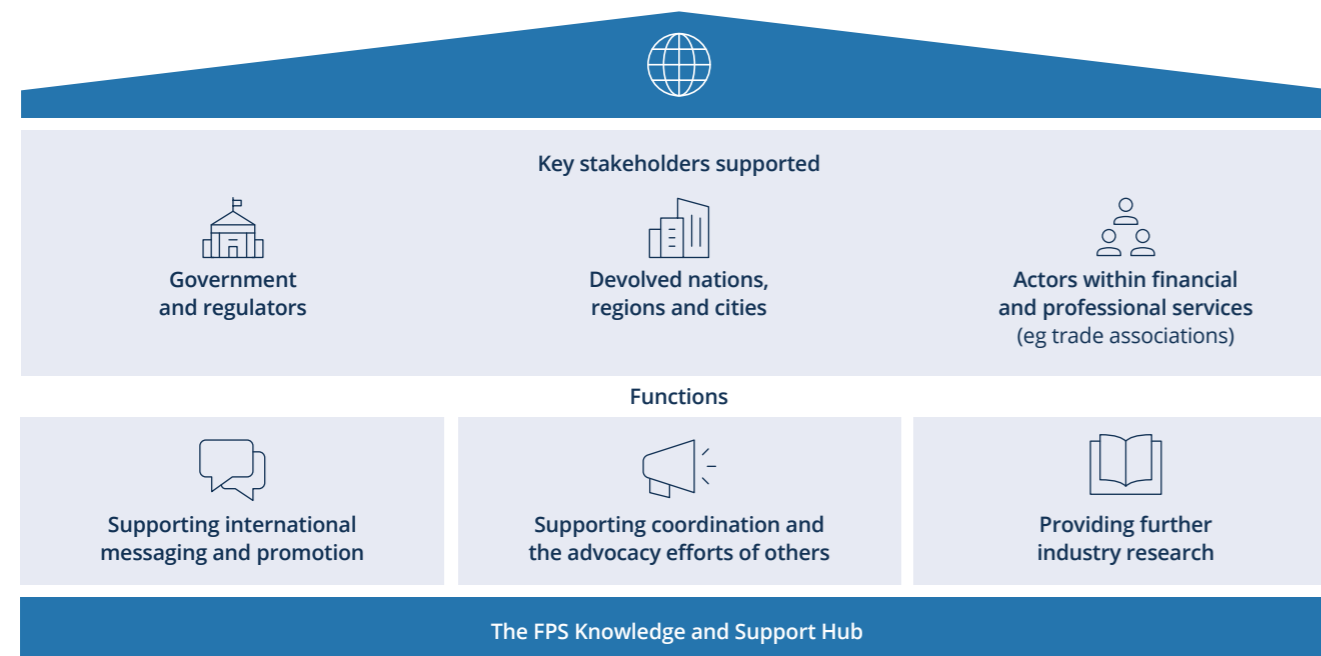 Key stakeholders supported
Government
and regulators
Devolved nations,
regions and cities
Actors within financial
and professional services
(eg trade associations)
Functions
Supporting international
messaging and promotion
Supporting coordination and
the advocacy efforts of others
Providing further
industry research
The FPS Knowledge and Support Hub